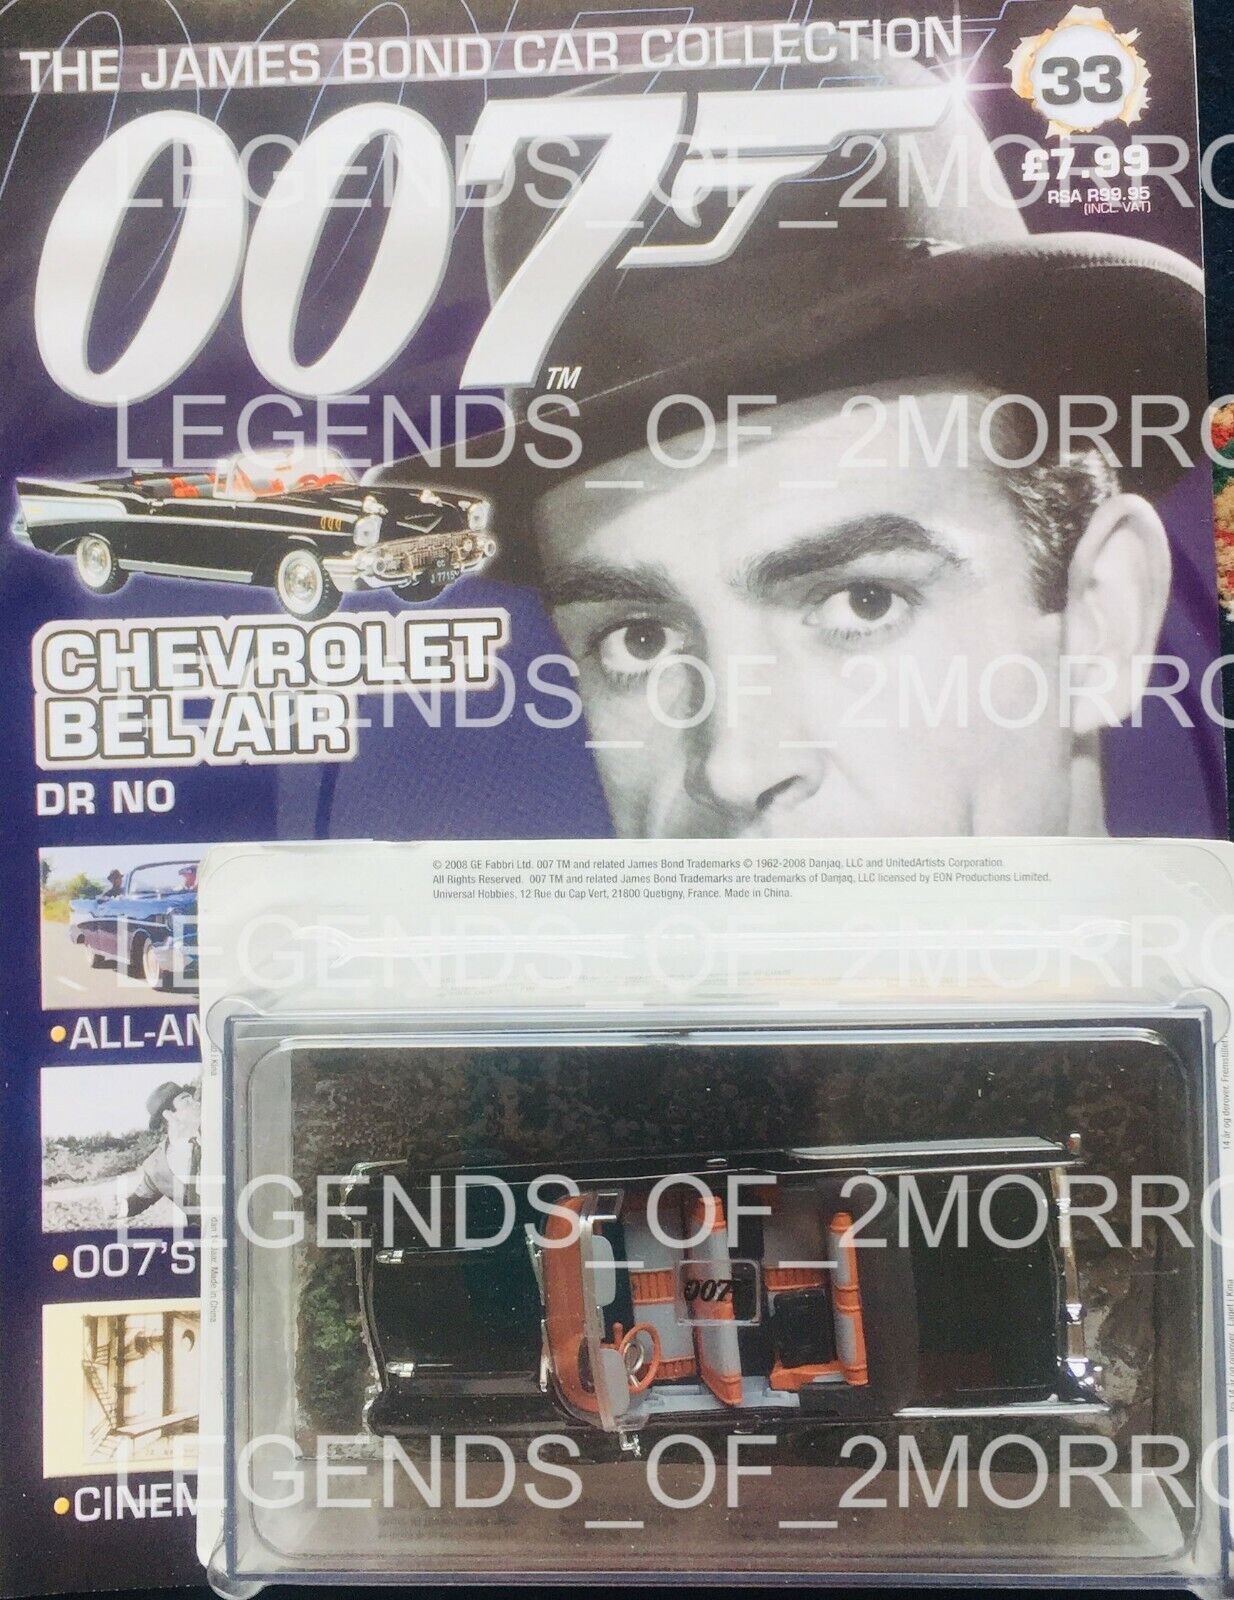 THE JAMES BOND CAR COLLECTION
007
TM
33
£7.99
RSA R99.95
(INCL. VAT)
J 7715
CHEVROLET
BEL AIR
DR NO
© 2008 GE Fabbri Ltd. 007 TM and related James Bond Trademarks © 1962-2008 Danjaq, LLC and UnitedArtists Corporation.
All Rights Reserved. 007 TM and related James Bond Trademarks are trademarks of Danjaq, LLC licensed by EON Productions Limited.
Universal Hobbies, 12 Rue du Cap Vert, 21800 Quetigny, France. Made in China.
•ALL-AM
•007'S
•CINEM
007
LEGENDS_OF_2MORRO
LEGENDS_OF_2MORRO
LEGENDS_OF_2MORRO
LEGENDS_OF_2MORRO
LEGENDS_OF_2MORRO
LEGENDS_OF_2MORRO